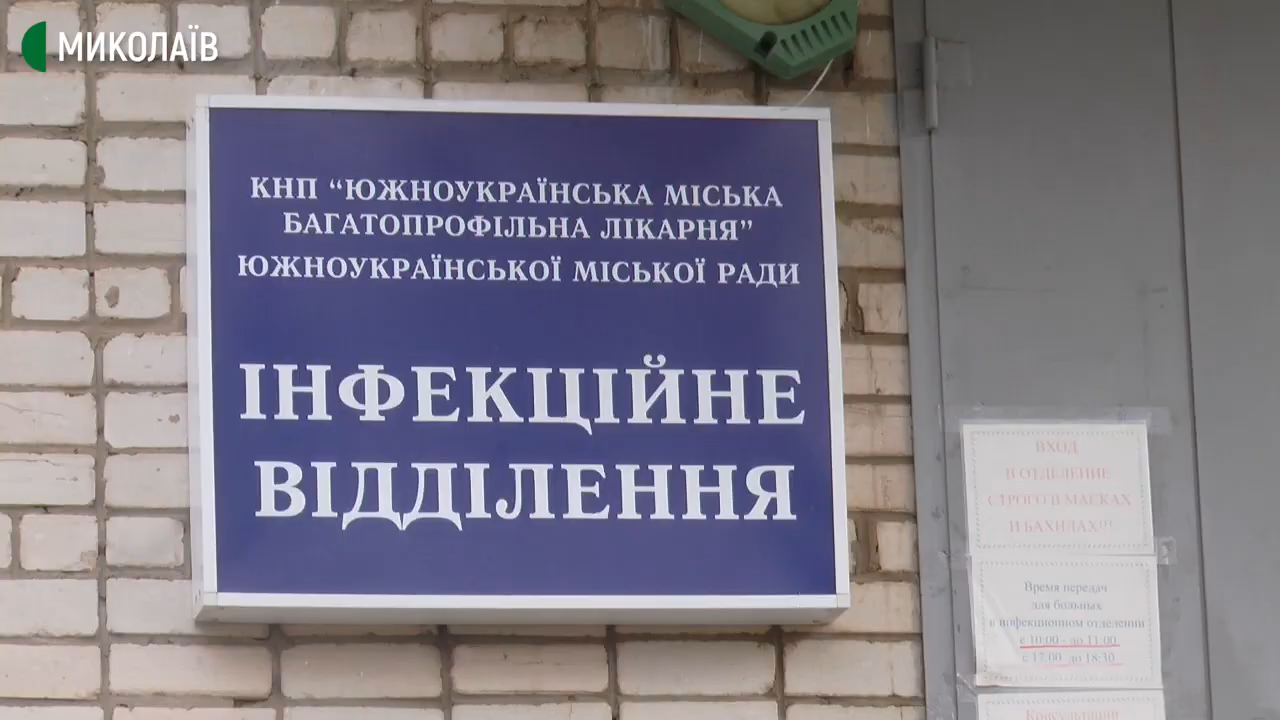 МИКОЛАЇВ
КНП “ЮЖНОУКРАЇНСЬКА МІСЬКА
БАГАТОПРОФІЛЬНА ЛІКАРНЯ”
ЮЖНОУКРАЇНСЬКОЇ МІСЬКОЇ РАДИ
ІНФЕКЦІЙНЕ
ВІДДІЛЕННЯ
ВХОД
В ОТДЕЛЕНИЕ
СТРОГО В МАСКАХ
И БАХИЛАХ!!!
Время передач
для больных
в инфекционном отделении
с 10:00 - до 11:00
с 17:00 до 18:30
Консультации